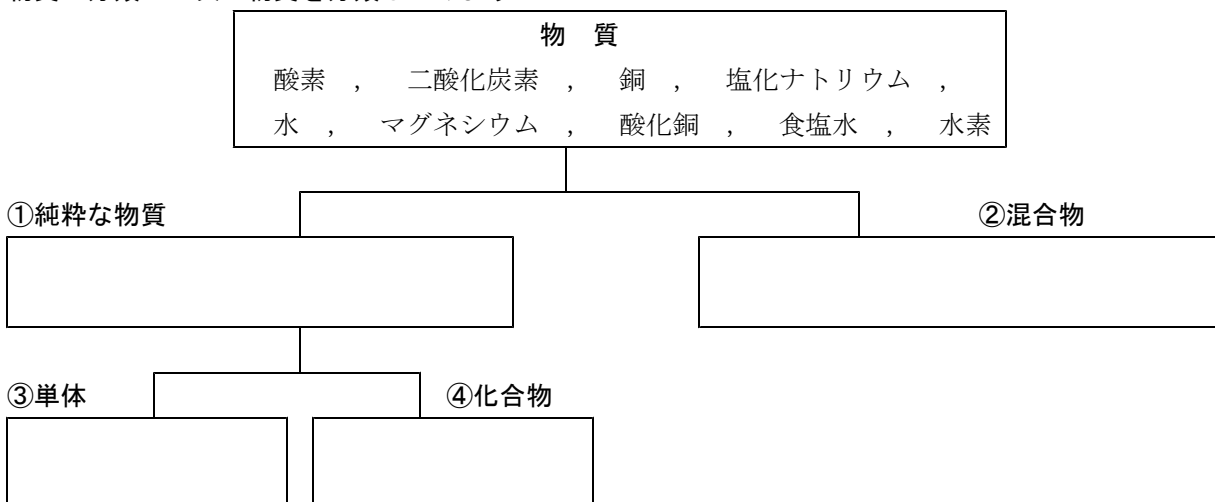 物 質
酸素 , 二酸化炭素 , 銅 , 塩化ナトリウム ,
水 , マグネシウム , 酸化銅 , 食塩水 , 水素
①純粋な物質
②混合物
③単体
④化合物